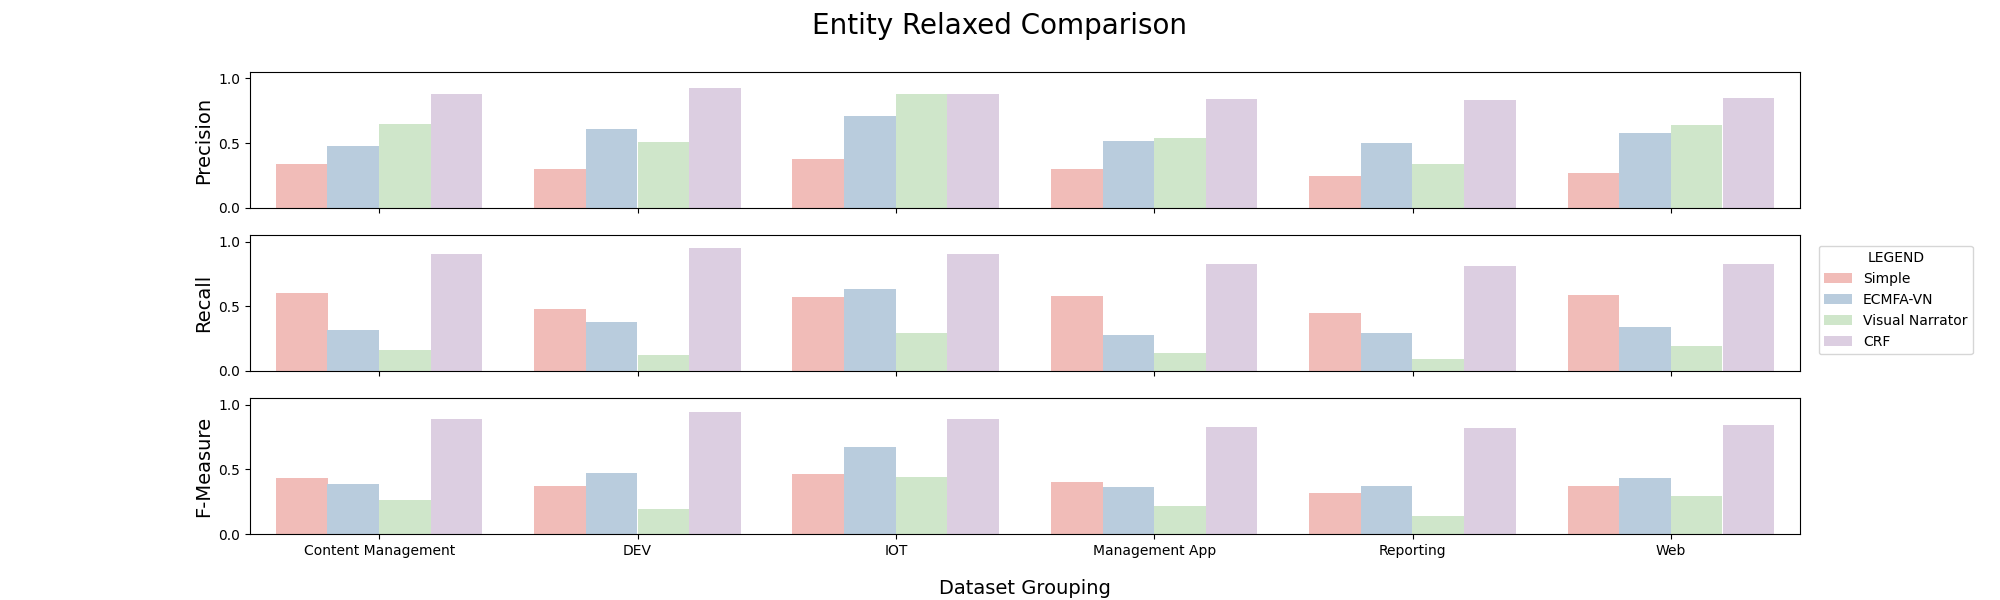 Entity Relaxed Comparison
Precision
1.0
0.5
0.0
Recall
1.0
0.5
0.0
F-Measure
1.0
0.5
0.0
Content Management
DEV
IOT
Management App
Reporting
Web
Dataset Grouping
LEGEND
Simple
ECMFA-VN
Visual Narrator
CRF